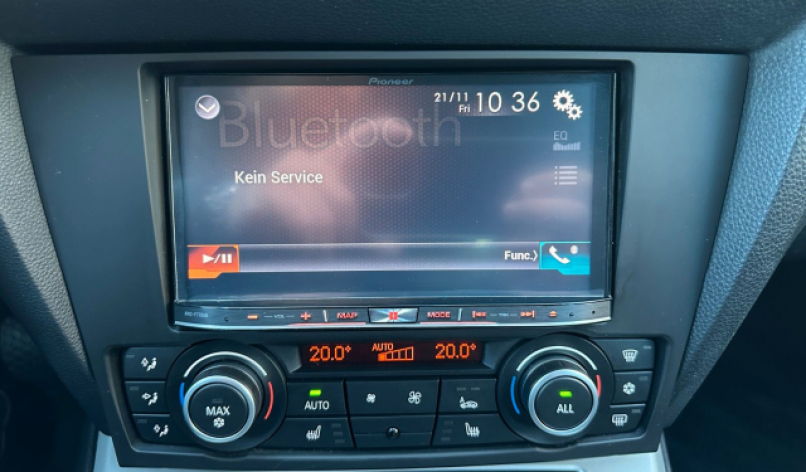 Pioneer
21/11
Fri
10 36
Bluetooth
EQ
Kein Service
Func.⟩
VOL
MAP
MODE
20.0°
AUTO
20.0°
MAX
AUTO
ALL